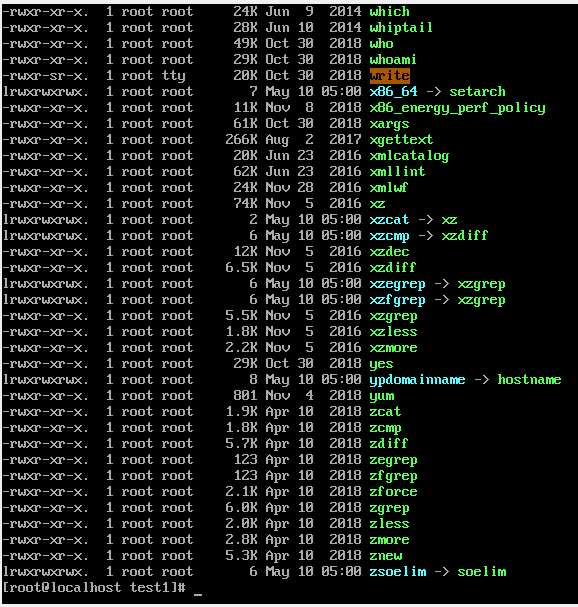 -rwxr-xr-x.  1 root root     24K Jun  9  2014 which
-rwxr-xr-x.  1 root root     28K Jun 10  2014 whiptail
-rwxr-xr-x.  1 root root     49K Oct 30  2018 who
-rwxr-xr-x.  1 root root     29K Oct 30  2018 whoami
-rwxr-sr-x.  1 root tty      20K Oct 30  2018 write
lrwxrwxrwx.  1 root root       7 May 10 05:00 x86_64 -> setarch
-rwxr-xr-x.  1 root root     11K Nov  8  2018 x86_energy_perf_policy
-rwxr-xr-x.  1 root root     61K Oct 30  2018 xargs
-rwxr-xr-x.  1 root root    266K Aug  2  2017 xgettext
-rwxr-xr-x.  1 root root     20K Jun 23  2016 xmlcatalog
-rwxr-xr-x.  1 root root     62K Jun 23  2016 xmllint
-rwxr-xr-x.  1 root root     24K Nov 28  2016 xmlwf
-rwxr-xr-x.  1 root root     74K Nov  5  2016 xz
lrwxrwxrwx.  1 root root       2 May 10 05:00 xzcat -> xz
lrwxrwxrwx.  1 root root       6 May 10 05:00 xzcmp -> xzdiff
-rwxr-xr-x.  1 root root     12K Nov  5  2016 xzdec
-rwxr-xr-x.  1 root root    6.5K Nov  5  2016 xzdiff
lrwxrwxrwx.  1 root root       6 May 10 05:00 xzegrep -> xzgrep
lrwxrwxrwx.  1 root root       6 May 10 05:00 xzfgrep -> xzgrep
-rwxr-xr-x.  1 root root    5.5K Nov  5  2016 xzgrep
-rwxr-xr-x.  1 root root    1.8K Nov  5  2016 xzless
-rwxr-xr-x.  1 root root    2.2K Nov  5  2016 xzmore
-rwxr-xr-x.  1 root root     29K Oct 30  2018 yes
lrwxrwxrwx.  1 root root       8 May 10 05:00 ypdomainname -> hostname
-rwxr-xr-x.  1 root root     801 Nov  4  2018 yum
-rwxr-xr-x.  1 root root    1.9K Apr 10  2018 zcat
-rwxr-xr-x.  1 root root    1.8K Apr 10  2018 zcmp
-rwxr-xr-x.  1 root root    5.7K Apr 10  2018 zdiff
-rwxr-xr-x.  1 root root     123 Apr 10  2018 zegrep
-rwxr-xr-x.  1 root root     123 Apr 10  2018 zfgrep
-rwxr-xr-x.  1 root root    2.1K Apr 10  2018 zforce
-rwxr-xr-x.  1 root root    6.0K Apr 10  2018 zgrep
-rwxr-xr-x.  1 root root    2.0K Apr 10  2018 zless
-rwxr-xr-x.  1 root root    2.8K Apr 10  2018 zmore
-rwxr-xr-x.  1 root root    5.3K Apr 10  2018 znew
lrwxrwxrwx.  1 root root       6 May 10 05:00 zsoelim -> soelim
[root@localhost test1]# _